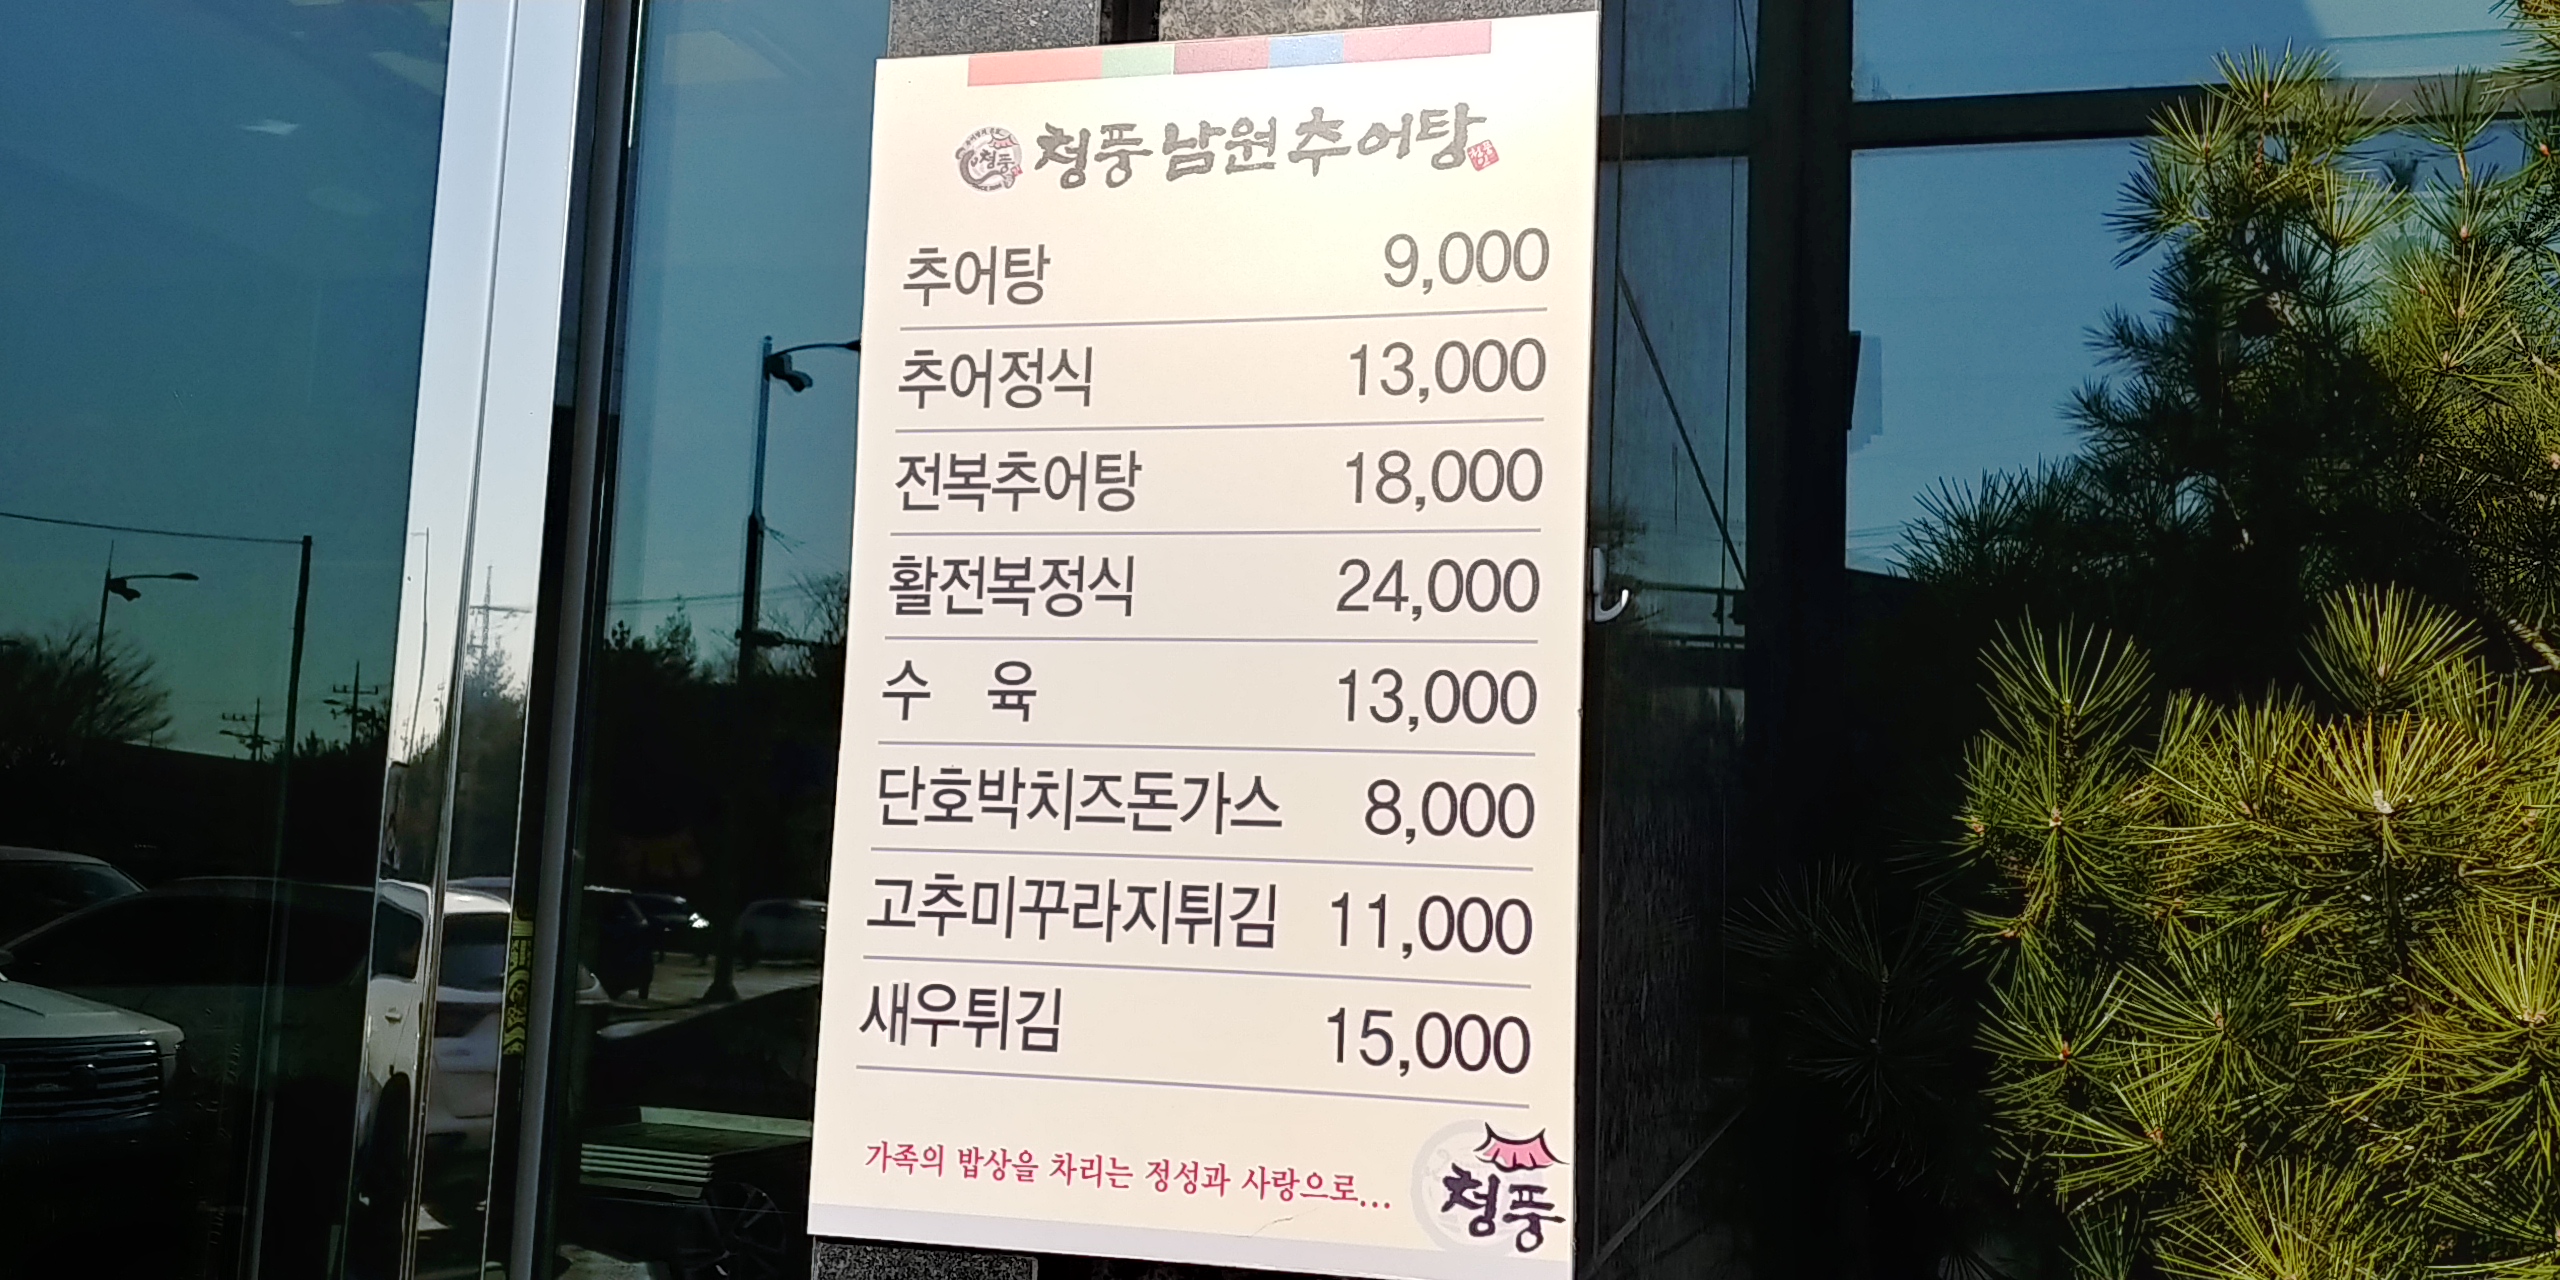 청풍 남원추어탕
추어탕 9,000
추어정식 13,000
전복추어탕 18,000
활전복정식 24,000
수 육 13,000
단호박치즈돈가스 8,000
고추미꾸라지튀김 11,000
새우튀김 15,000
가족의 밥상을 차리는 정성과 사랑으로...
청풍